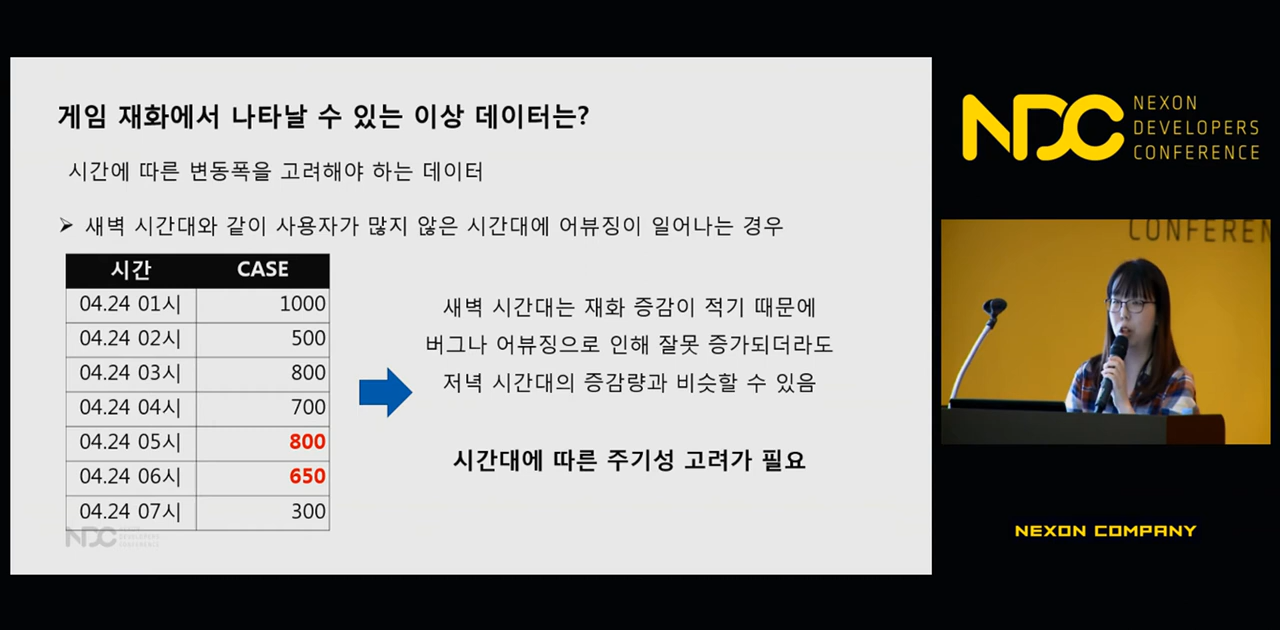 게임 재화에서 나타날 수 있는 이상 데이터는?
시간에 따른 변동폭을 고려해야 하는 데이터
➢ 새벽 시간대와 같이 사용자가 많지 않은 시간대에 어뷰징이 일어나는 경우
시간 CASE
04.24 01시 1000
04.24 02시 500
04.24 03시 800
04.24 04시 700
04.24 05시 800
04.24 06시 650
04.24 07시 300
새벽 시간대는 재화 증감이 적기 때문에
버그나 어뷰징으로 인해 잘못 증가되더라도
저녁 시간대의 증감량과 비슷할 수 있음
시간대에 따른 주기성 고려가 필요
NDC
NDC
NEXON
DEVELOPERS
CONFERENCE
CONFEREN
NEXON COMPANY